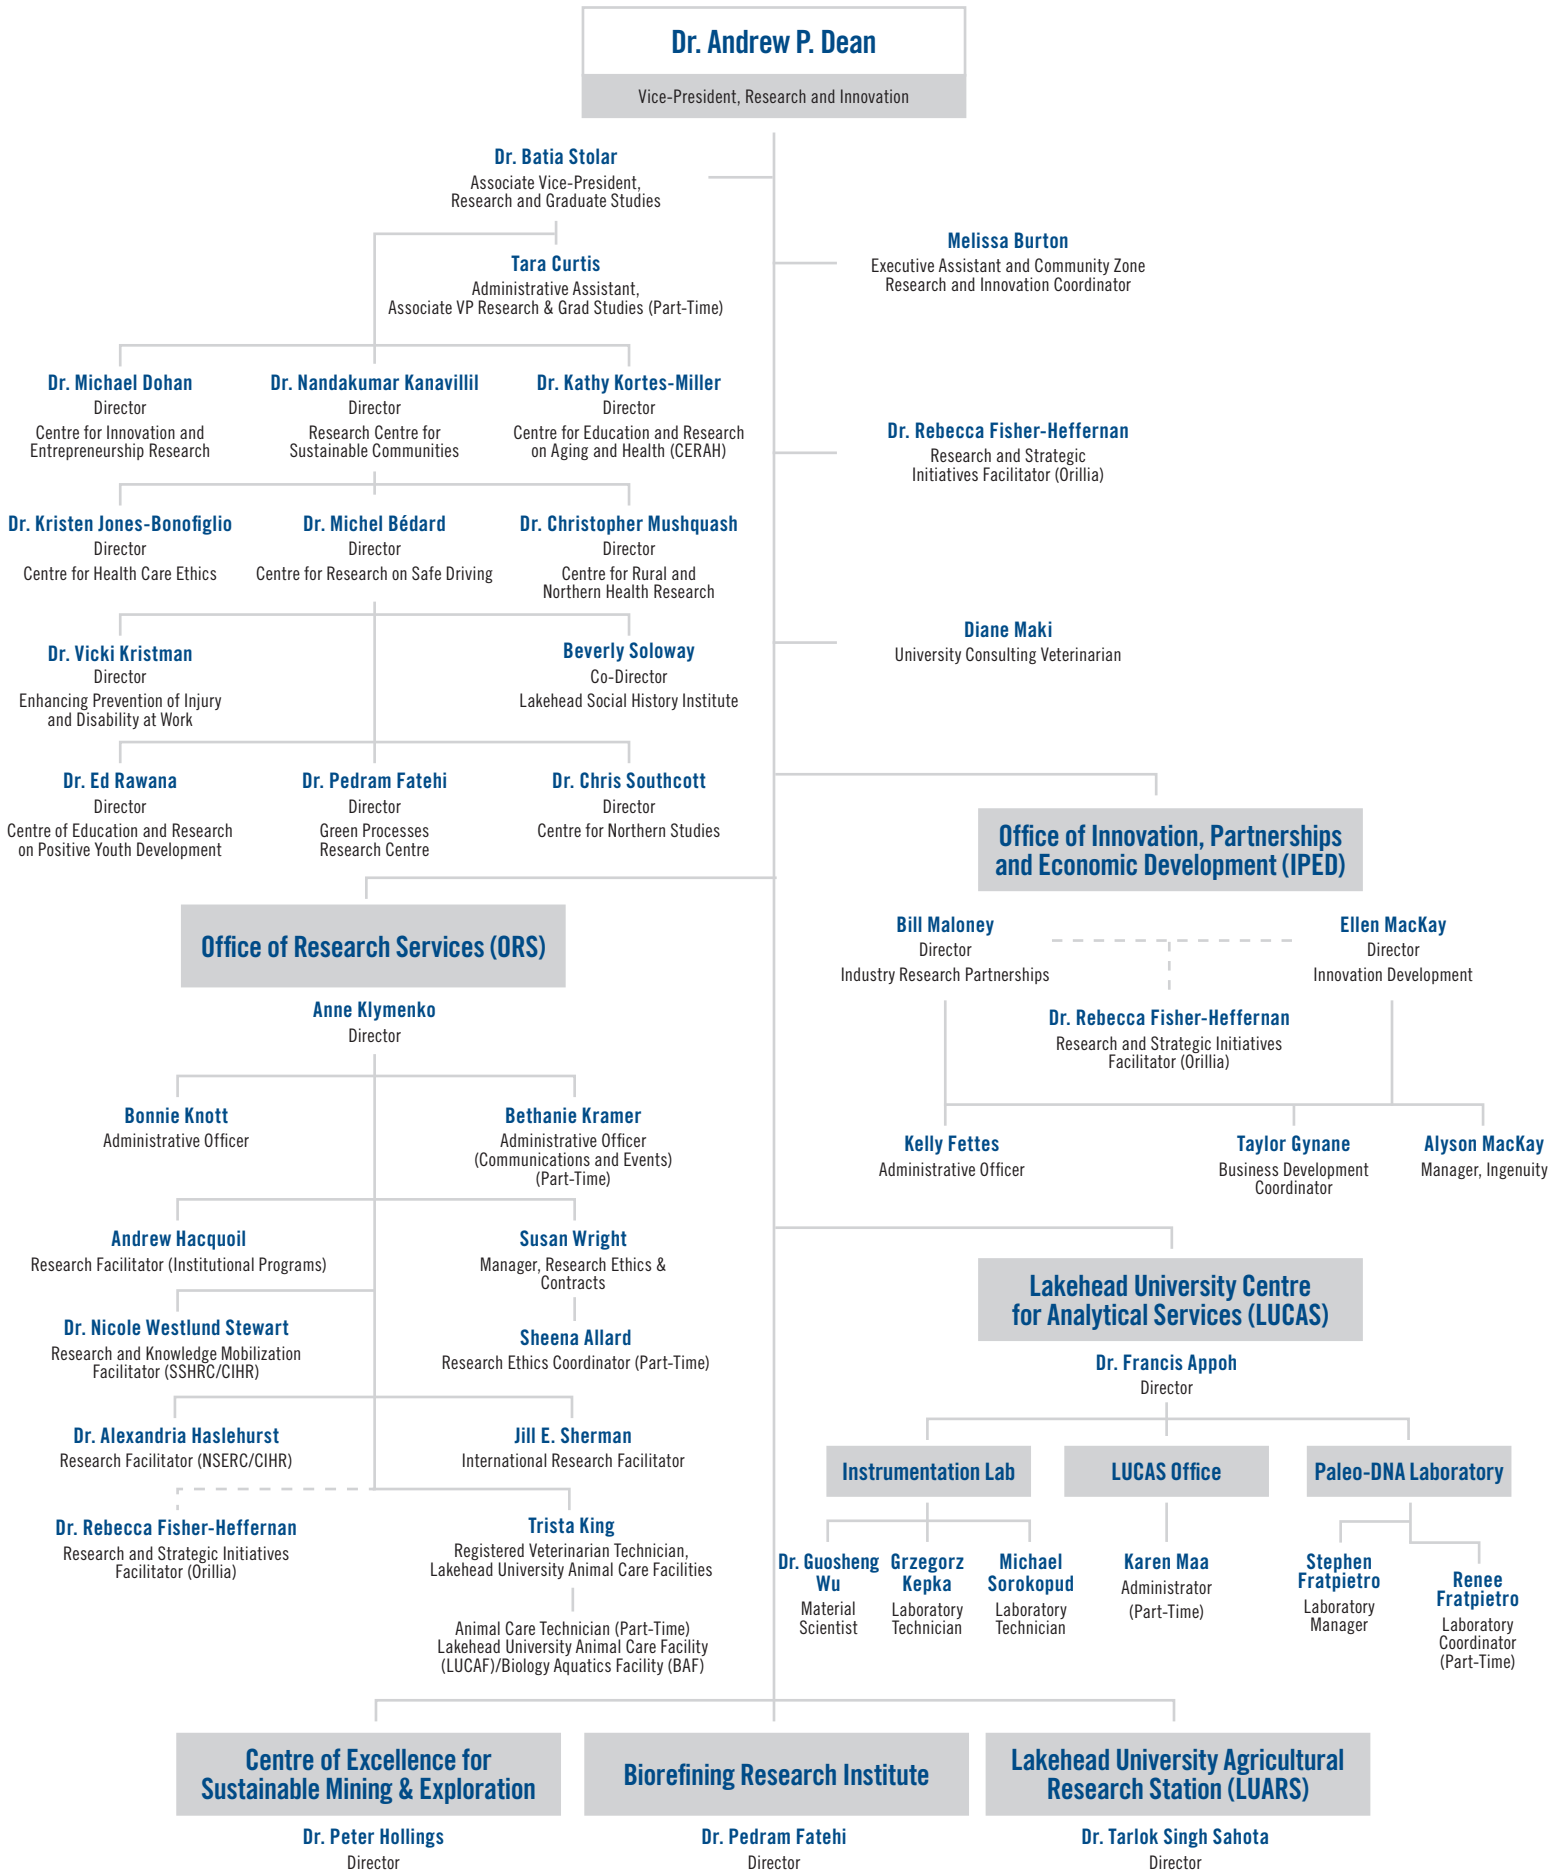 Dr. Andrew P. Dean
Vice-President, Research and Innovation
Dr. Batia Stolar
Associate Vice-President,
Research and Graduate Studies
Tara Curtis
Administrative Assistant,
Associate VP Research & Grad Studies (Part-Time)
Melissa Burton
Executive Assistant and Community Zone
Research and Innovation Coordinator
Dr. Michael Dohan
Director
Centre for Innovation and
Entrepreneurship Research
Dr. Nandakumar Kanavillil
Director
Research Centre for
Sustainable Communities
Dr. Kathy Kortes-Miller
Director
Centre for Education and Research
on Aging and Health (CERAH)
Dr. Rebecca Fisher-Heffernan
Research and Strategic
Initiatives Facilitator (Orillia)
Dr. Kristen Jones-Bonofiglio
Director
Centre for Health Care Ethics
Dr. Michel Bédard
Director
Centre for Research on Safe Driving
Dr. Christopher Mushquash
Director
Centre for Rural and
Northern Health Research
Diane Maki
University Consulting Veterinarian
Dr. Vicki Kristman
Director
Enhancing Prevention of Injury
and Disability at Work
Beverly Soloway
Co-Director
Lakehead Social History Institute
Dr. Ed Rawana
Director
Centre of Education and Research
on Positive Youth Development
Dr. Pedram Fatehi
Director
Green Processes
Research Centre
Dr. Chris Southcott
Director
Centre for Northern Studies
Office of Innovation, Partnerships
and Economic Development (IPED)
Bill Maloney
Director
Industry Research Partnerships
Ellen MacKay
Director
Innovation Development
Dr. Rebecca Fisher-Heffernan
Research and Strategic Initiatives
Facilitator (Orillia)
Kelly Fettes
Administrative Officer
Taylor Gynane
Business Development
Coordinator
Alyson MacKay
Manager, Ingenuity
Office of Research Services (ORS)
Anne Klymenko
Director
Bonnie Knott
Administrative Officer
Bethanie Kramer
Administrative Officer
(Communications and Events)
(Part-Time)
Andrew Hacquoil
Research Facilitator (Institutional Programs)
Susan Wright
Manager, Research Ethics &
Contracts
Dr. Nicole Westlund Stewart
Research and Knowledge Mobilization
Facilitator (SSHRC/CIHR)
Sheena Allard
Research Ethics Coordinator (Part-Time)
Dr. Alexandria Haslehurst
Research Facilitator (NSERC/CIHR)
Jill E. Sherman
International Research Facilitator
Dr. Rebecca Fisher-Heffernan
Research and Strategic Initiatives
Facilitator (Orillia)
Trista King
Registered Veterinarian Technician,
Lakehead University Animal Care Facilities
Animal Care Technician (Part-Time)
Lakehead University Animal Care Facility
(LUCAF)/Biology Aquatics Facility (BAF)
Lakehead University Centre
for Analytical Services (LUCAS)
Dr. Francis Appoh
Director
Instrumentation Lab
LUCAS Office
Paleo-DNA Laboratory
Dr. Guosheng
Wu
Material
Scientist
Grzegorz
Kepka
Laboratory
Technician
Michael
Sorokopud
Laboratory
Technician
Karen Maa
Administrator
(Part-Time)
Stephen
Fratpietro
Laboratory
Manager
Renee
Fratpietro
Laboratory
Coordinator
(Part-Time)
Centre of Excellence for
Sustainable Mining & Exploration
Dr. Peter Hollings
Director
Biorefining Research Institute
Dr. Pedram Fatehi
Director
Lakehead University Agricultural
Research Station (LUARS)
Dr. Tarlok Singh Sahota
Director